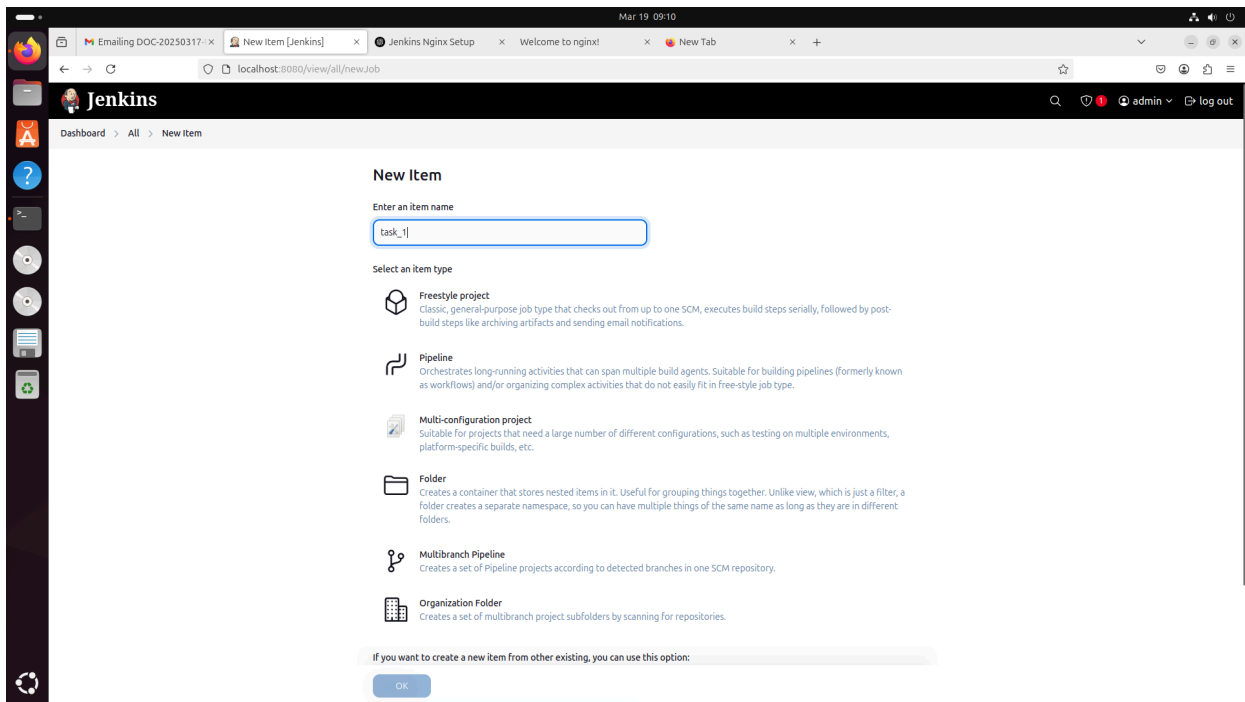 Mar 19 09:10
Emailing DOC-20250317-
New Item [Jenkins]
Jenkins Nginx Setup
Welcome to nginx!
New Tab
localhost:8080/view/all/newJob
Jenkins
1
admin
log out
Dashboard > All > New Item
New Item
Enter an item name
task_1
Select an item type
Freestyle project
Classic, general-purpose job type that checks out from up to one SCM, executes build steps serially, followed by post-
build steps like archiving artifacts and sending email notifications.
Pipeline
Orchestrates long-running activities that can span multiple build agents. Suitable for building pipelines (formerly known
as workflows) and/or organizing complex activities that do not easily fit in free-style job type.
Multi-configuration project
Suitable for projects that need a large number of different configurations, such as testing on multiple environments,
platform-specific builds, etc.
Folder
Creates a container that stores nested items in it. Useful for grouping things together. Unlike view, which is just a filter, a
folder creates a separate namespace, so you can have multiple things of the same name as long as they are in different
folders.
Multibranch Pipeline
Creates a set of Pipeline projects according to detected branches in one SCM repository.
Organization Folder
Creates a set of multibranch project subfolders by scanning for repositories.
If you want to create a new item from other existing, you can use this option:
OK